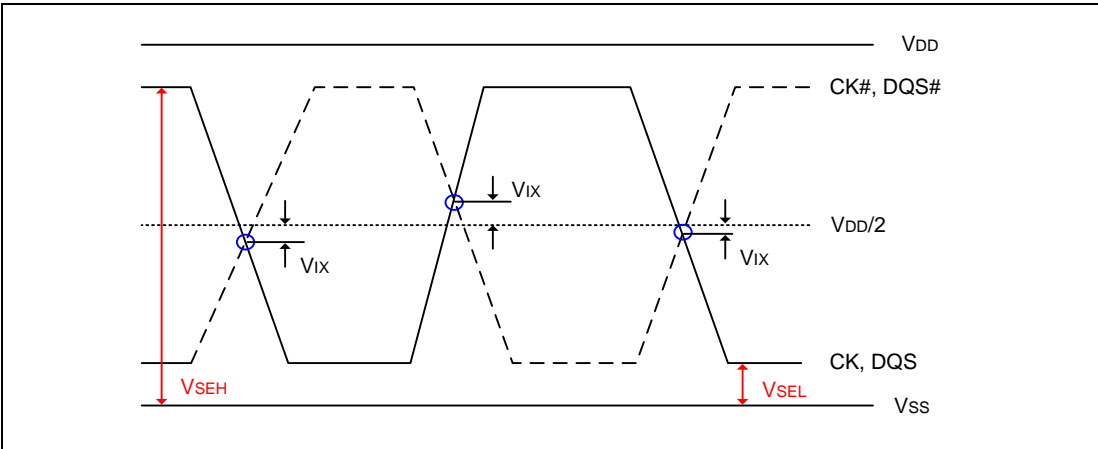 VDD
CK#, DQS#
VIX
VDD/2
VIX
VIX
CK, DQS
VSEH
VSEL
VSS